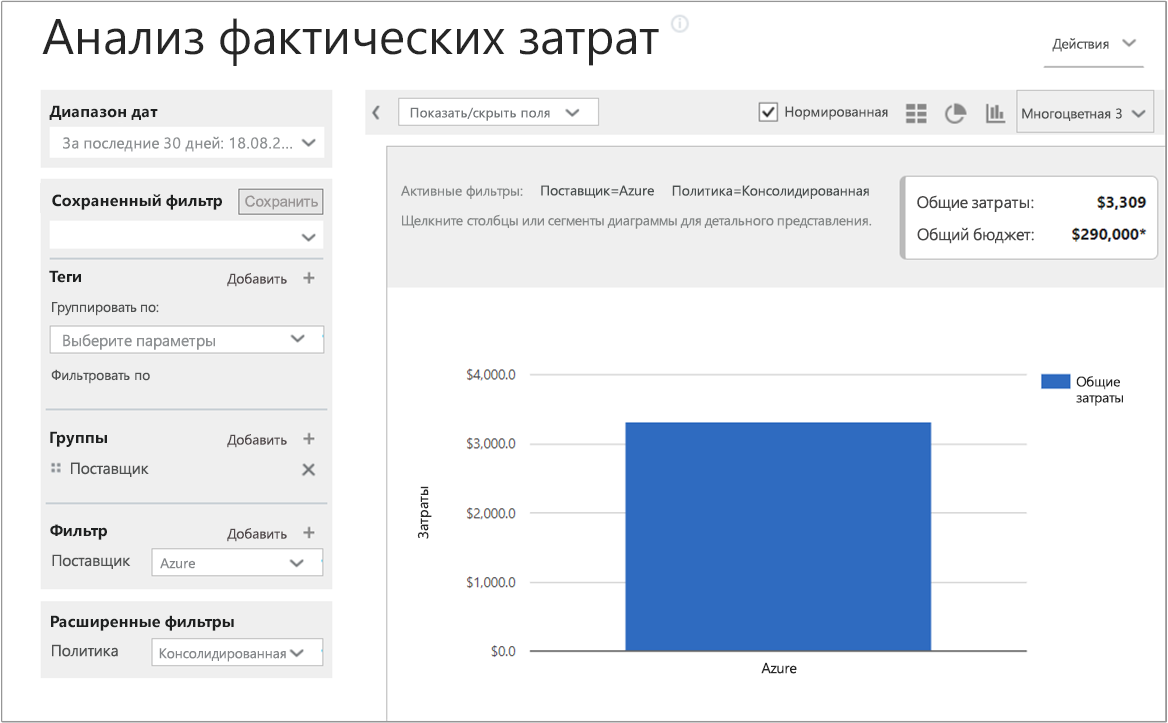 Анализ фактических затрат
Действия
Диапазон дат
За последние 30 дней: 18.08.2...
Сохраненный фильтр
Сохранить
Теги
Добавить +
Группировать по:
Выберите параметры
Фильтровать по
Группы
Добавить +
Поставщик
Фильтр
Добавить +
Поставщик
Azure
Расширенные фильтры
Политика
Консолидированная
Показать/скрыть поля
Нормированная
Многоцветная 3
Активные фильтры: Поставщик=Azure Политика=Консолидированная
Щелкните столбцы или сегменты диаграммы для детального представления.
Общие затраты: $3,309
Общий бюджет: $290,000*
$4,000.0
$3,000.0
$2,000.0
$1,000.0
$0.0
Затраты
Azure
Общие
затраты